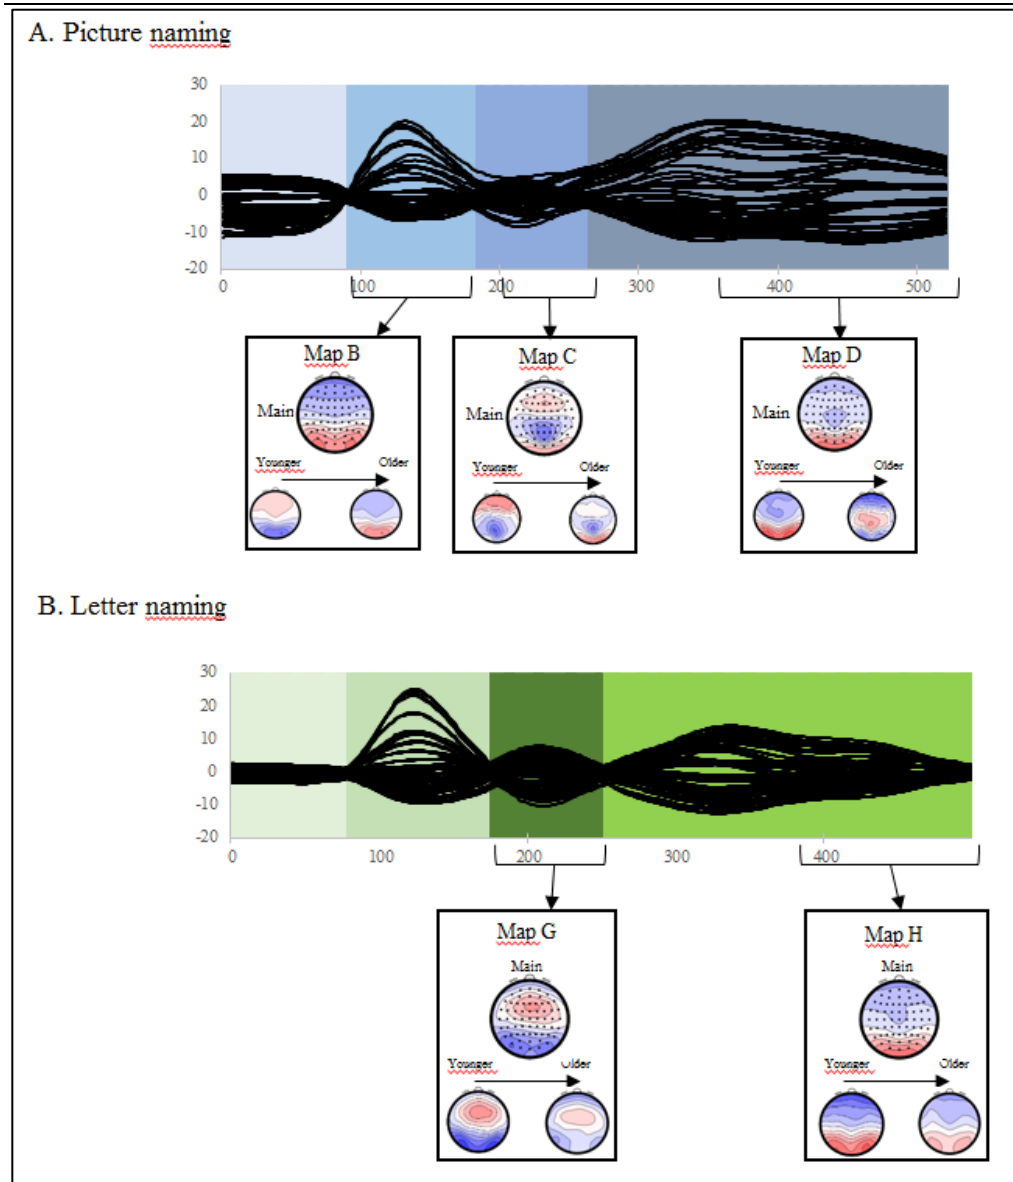 A. Picture naming
30
20
10
0
-10
-20
0 100 200 300 400 500
Map B
Main
Younger Older
Map C
Younger Older
Map D
Main
Younger Older
B. Letter naming
30
20
10
0
-10
-20
0 100 200 300 400
Map G
Main
Younger Older
Map H
Main
Younger Older